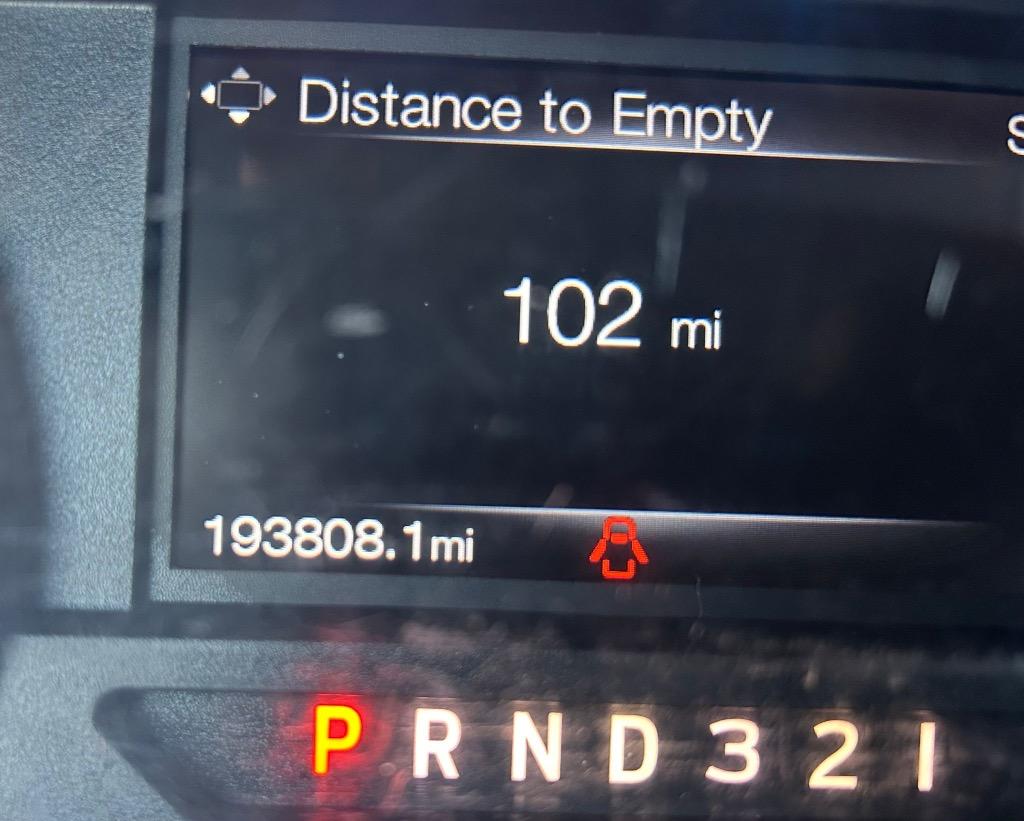 Distance to Empty
S
102 mi
193808.1mi
P R N D 3 2 1